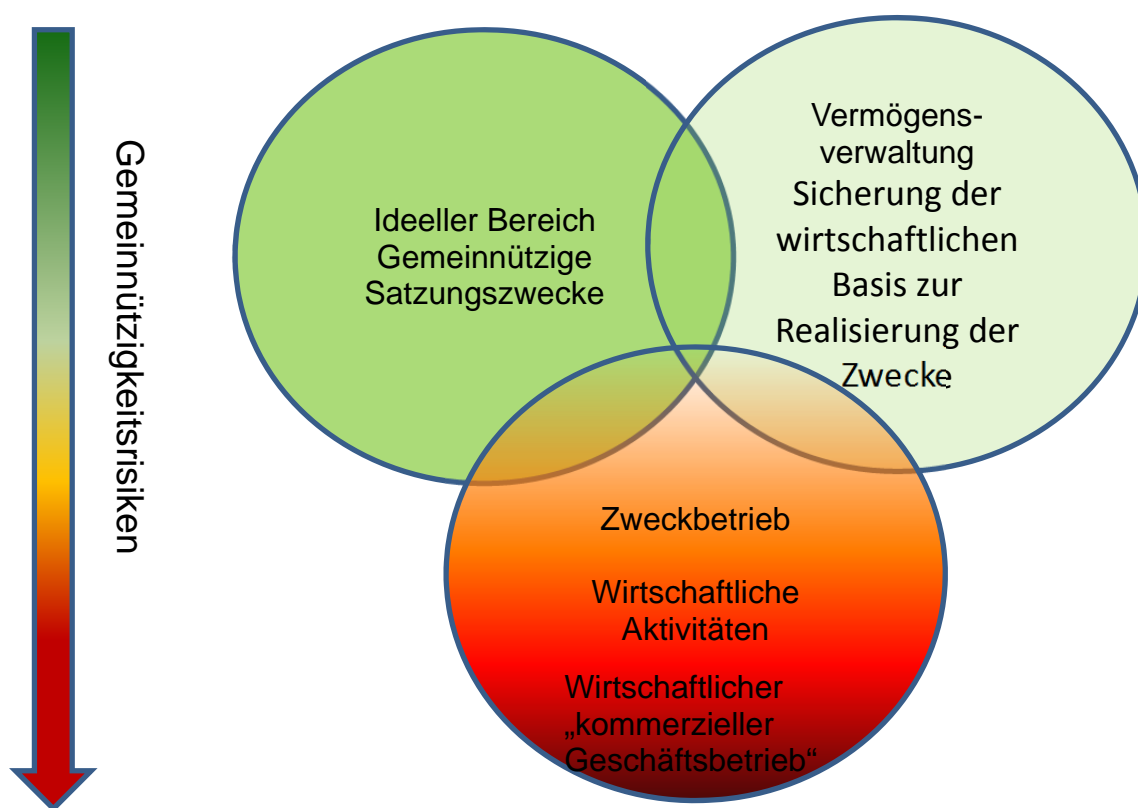 Gemeinnützigkeitsrisiken
Ideeller Bereich
Gemeinnützige
Satzungszwecke
Vermögens-
verwaltung
Sicherung der
wirtschaftlichen
Basis zur
Realisierung der
Zwecke
Zweckbetrieb
Wirtschaftliche
Aktivitäten
Wirtschaftlicher
„kommerzieller
Geschäftsbetrieb“